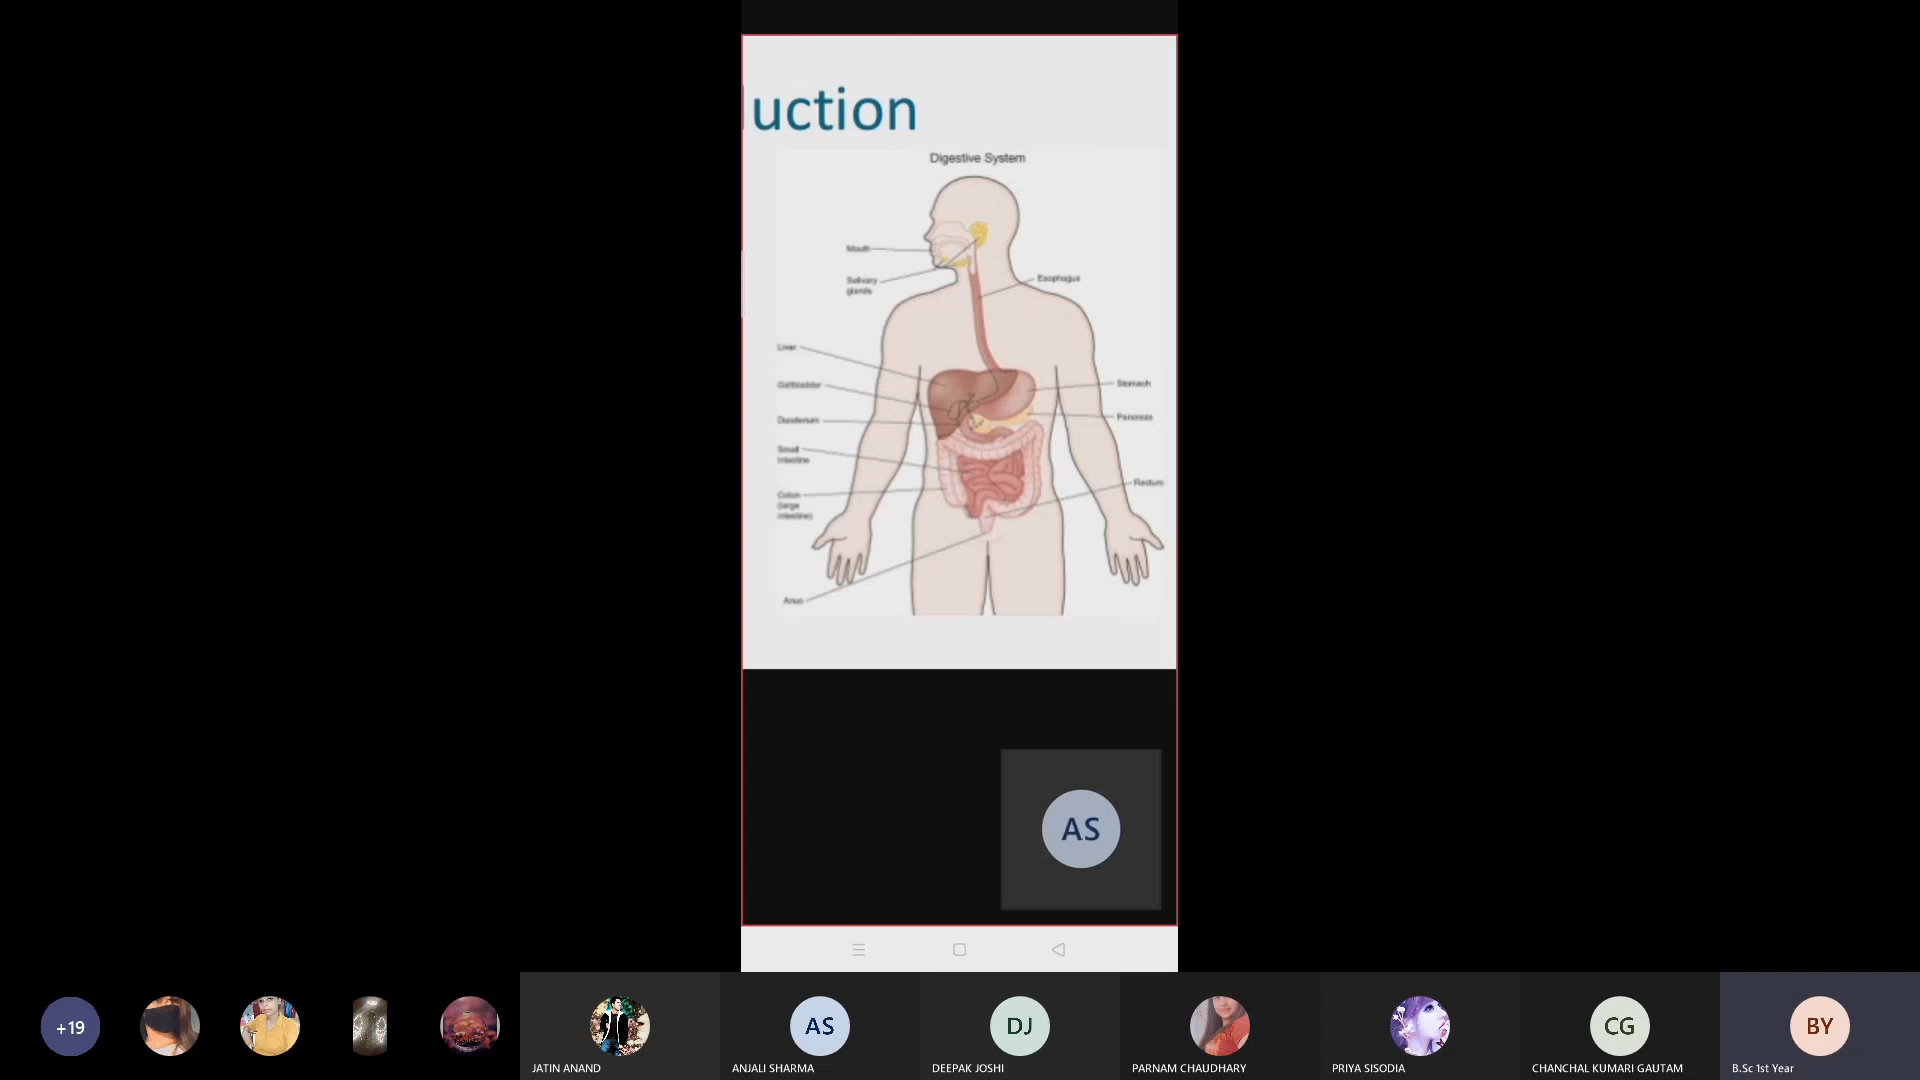 uction
Digestive System
Mouth
Salivary
glands
Esophagus
Liver
Gallbladder
Stomach
Duodenum
Pancreas
Small
intestine
Rectum
Colon
(large
intestine)
Anus
AS
+19
JATIN ANAND
AS
ANJALI SHARMA
DJ
DEEPAK JOSHI
PARNAM CHAUDHARY
PRIYA SISODIA
CG
CHANCHAL KUMARI GAUTAM
BY
B.Sc 1st Year